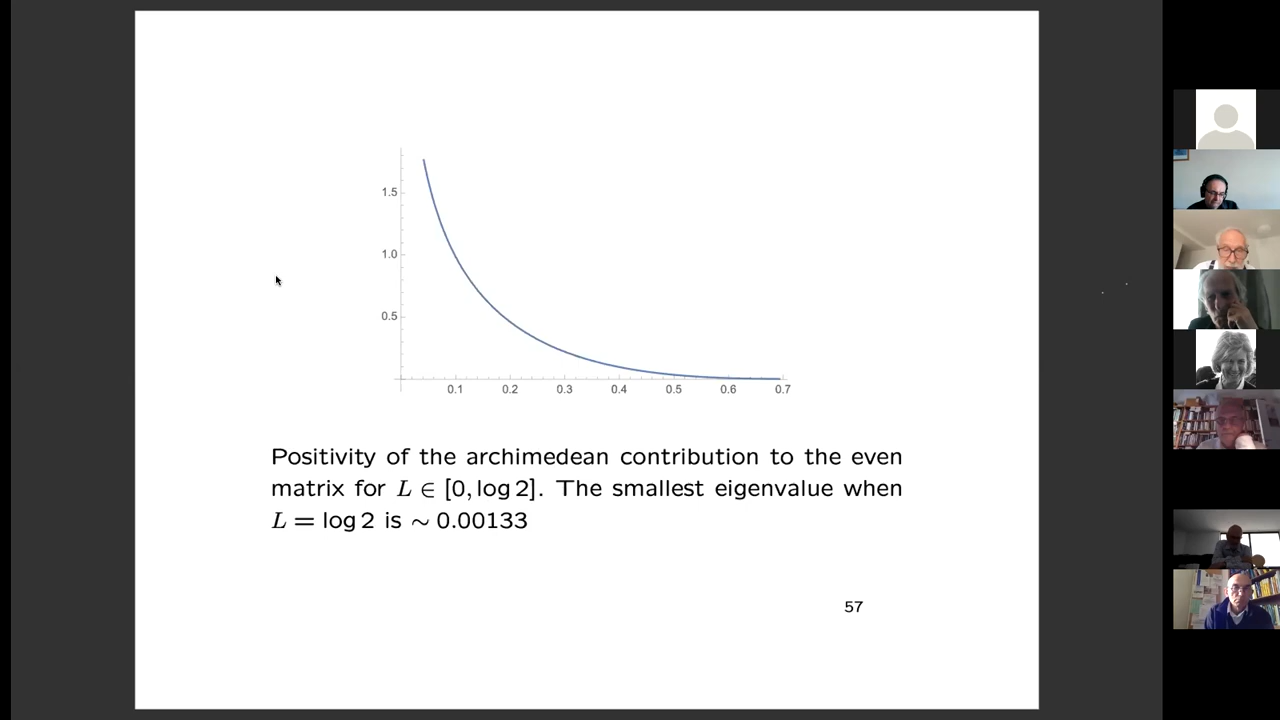 1.5
1.0
0.5
0.1 0.2 0.3 0.4 0.5 0.6 0.7
Positivity of the archimedean contribution to the even
matrix for L ∈ [0, log 2]. The smallest eigenvalue when
L = log 2 is ∼ 0.00133
57